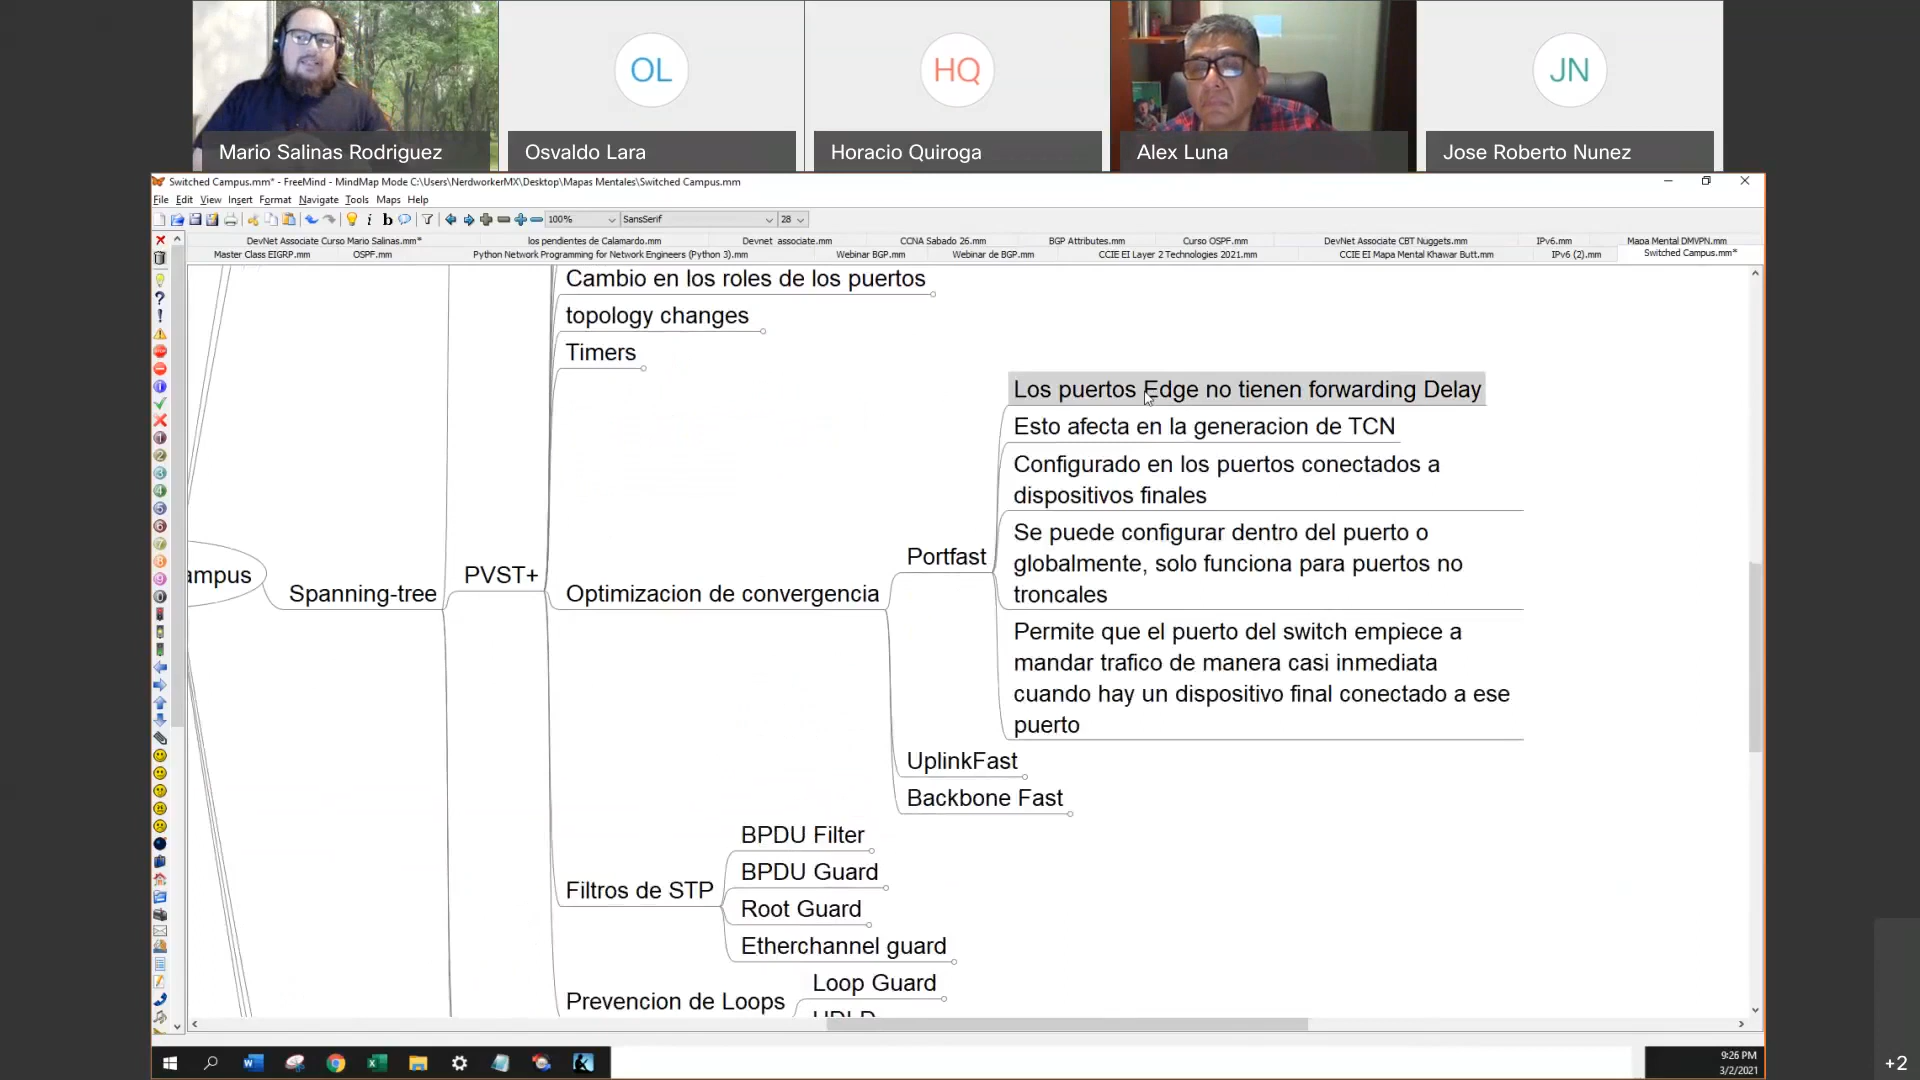 OL
HQ
JN
Mario Salinas Rodriguez
Osvaldo Lara
Horacio Quiroga
Alex Luna
Jose Roberto Nunez
Switched Campus.mm* - FreeMind - MindMap Mode C:\Users\NerdworkerMX\Desktop\Mapas Mentales\Switched Campus.mm
File Edit View Insert Format Navigate Tools Maps Help
100% SansSerif 28
DevNet Associate Curso Mario Salinas.mm* los pendientes de Calamardo.mm Devnet associate.mm CCNA Sabado 26.mm BGP Attributes.mm Curso OSPF.mm DevNet Associate CBT Nuggets.mm IPv6.mm Mapa Mental DMVPN.mm
Master Class EIGRP.mm OSPF.mm Python Network Programming for Network Engineers (Python 3).mm Webinar BGP.mm Webinar de BGP.mm CCIE EI Layer 2 Technologies 2021.mm CCIE EI Mapa Mental Khawar Butt.mm IPv6 (2).mm Switched Campus.mm*
Cambio en los roles de los puertos
topology changes
Timers
Los puertos Edge no tienen forwarding Delay
Esto afecta en la generacion de TCN
Configurado en los puertos conectados a
dispositivos finales
Se puede configurar dentro del puerto o
globalmente, solo funciona para puertos no
troncales
Permite que el puerto del switch empiece a
mandar trafico de manera casi inmediata
cuando hay un dispositivo final conectado a ese
puerto
Portfast
ampus
Spanning-tree
PVST+
Optimizacion de convergencia
UplinkFast
Backbone Fast
BPDU Filter
BPDU Guard
Filtros de STP
Root Guard
Etherchannel guard
Loop Guard
Prevencion de Loops
UDLD
9:26 PM
3/2/2021
+2